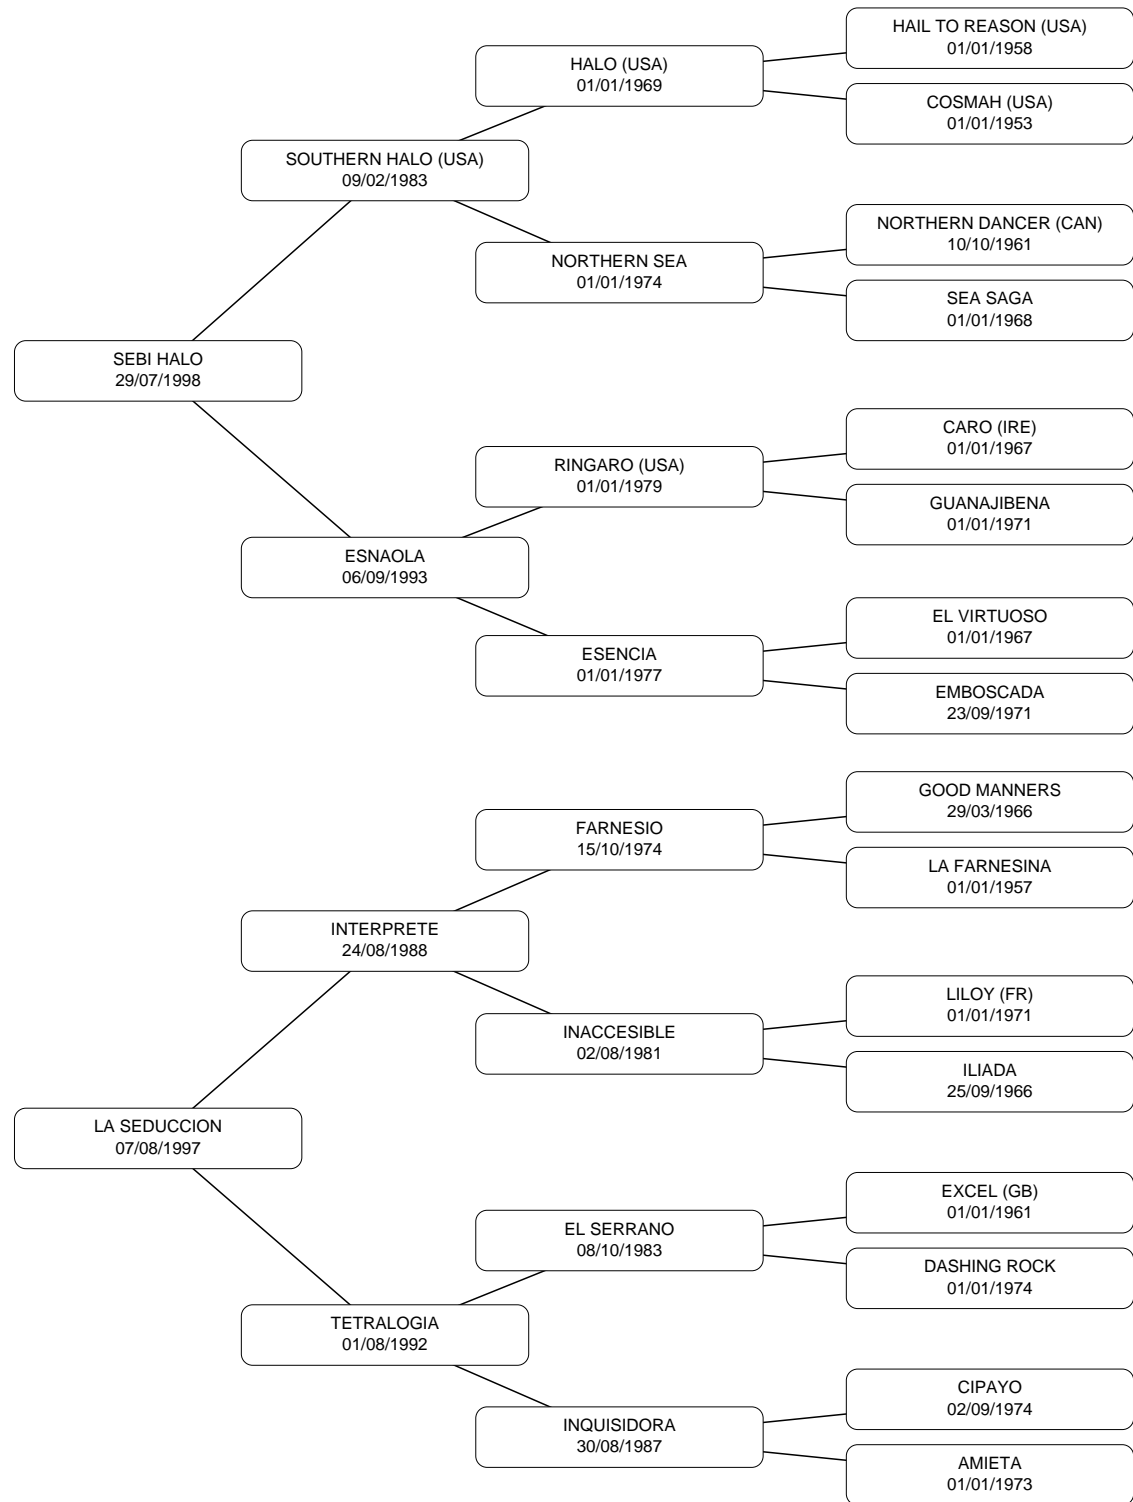 HAIL TO REASON (USA)
01/01/1958
HALO (USA)
01/01/1969
COSMAH (USA)
01/01/1953
SOUTHERN HALO (USA)
09/02/1983
NORTHERN DANCER (CAN)
10/10/1961
NORTHERN SEA
01/01/1974
SEA SAGA
01/01/1968
SEBI HALO
29/07/1998
CARO (IRE)
01/01/1967
RINGARO (USA)
01/01/1979
GUANAJIBENA
01/01/1971
ESNAOLA
06/09/1993
EL VIRTUOSO
01/01/1967
ESENCIA
01/01/1977
EMBOSCADA
23/09/1971
GOOD MANNERS
29/03/1966
FARNESIO
15/10/1974
LA FARNESINA
01/01/1957
INTERPRETE
24/08/1988
LILOY (FR)
01/01/1971
INACCESIBLE
02/08/1981
ILIADA
25/09/1966
LA SEDUCCION
07/08/1997
EXCEL (GB)
01/01/1961
EL SERRANO
08/10/1983
DASHING ROCK
01/01/1974
TETRALOGIA
01/08/1992
CIPAYO
02/09/1974
INQUISIDORA
30/08/1987
AMIETA
01/01/1973